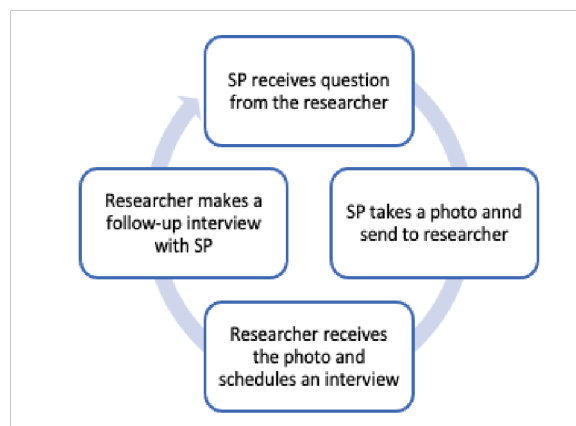 SP receives question
from the researcher
SP takes a photo annd
send to researcher
Researcher receives
the photo and
schedules an interview
Researcher makes a
follow-up interview
with SP